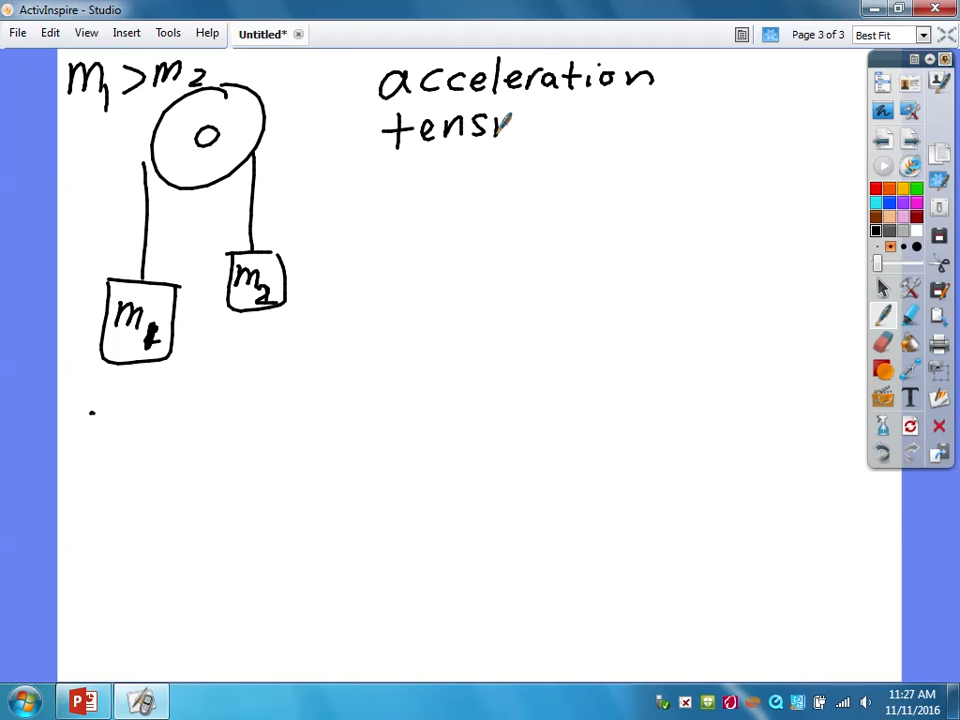 ActivInspire - Studio
File Edit View Insert Tools Help Untitled* Page 3 of 3 Best Fit
m1 > m2
acceleration
tensi
m2
m1
T
P
11:27 AM
11/11/2016